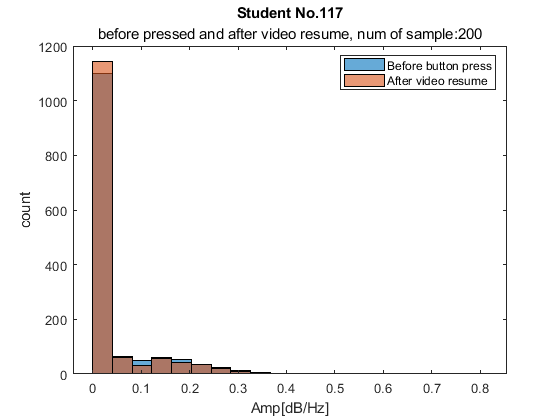 Student No.117
before pressed and after video resume, num of sample:200
1200
1000
800
600
400
200
0
count
Before button press
After video resume
0 0.1 0.2 0.3 0.4 0.5 0.6 0.7 0.8
Amp[dB/Hz]